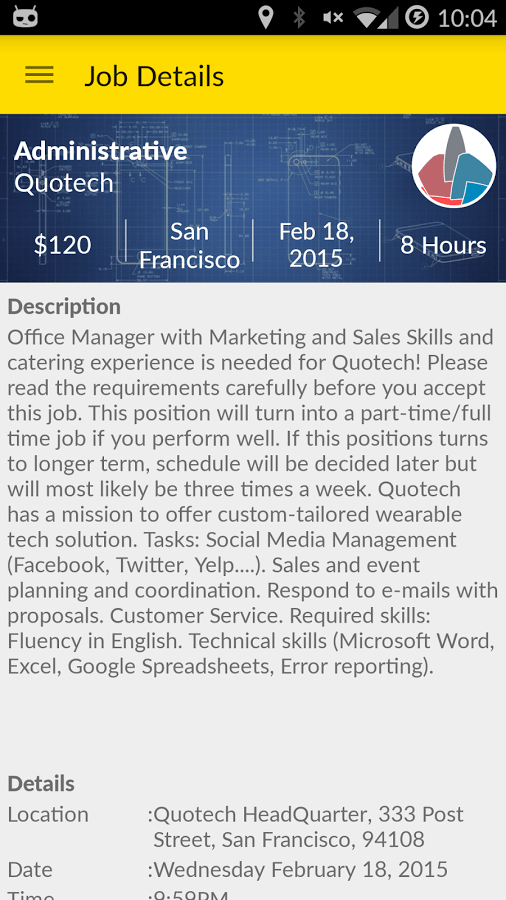 10:04
Job Details
Administrative
Quotech
$120
San
Francisco
Feb 18,
2015
8 Hours
Description
Office Manager with Marketing and Sales Skills and
catering experience is needed for Quotech! Please
read the requirements carefully before you accept
this job. This position will turn into a part-time/full
time job if you perform well. If this positions turns
to longer term, schedule will be decided later but
will most likely be three times a week. Quotech
has a mission to offer custom-tailored wearable
tech solution. Tasks: Social Media Management
(Facebook, Twitter, Yelp....). Sales and event
planning and coordination. Respond to e-mails with
proposals. Customer Service. Required skills:
Fluency in English. Technical skills (Microsoft Word,
Excel, Google Spreadsheets, Error reporting).
Details
Location :Quotech HeadQuarter, 333 Post
Street, San Francisco, 94108
Date :Wednesday February 18, 2015
Time :9:59PM